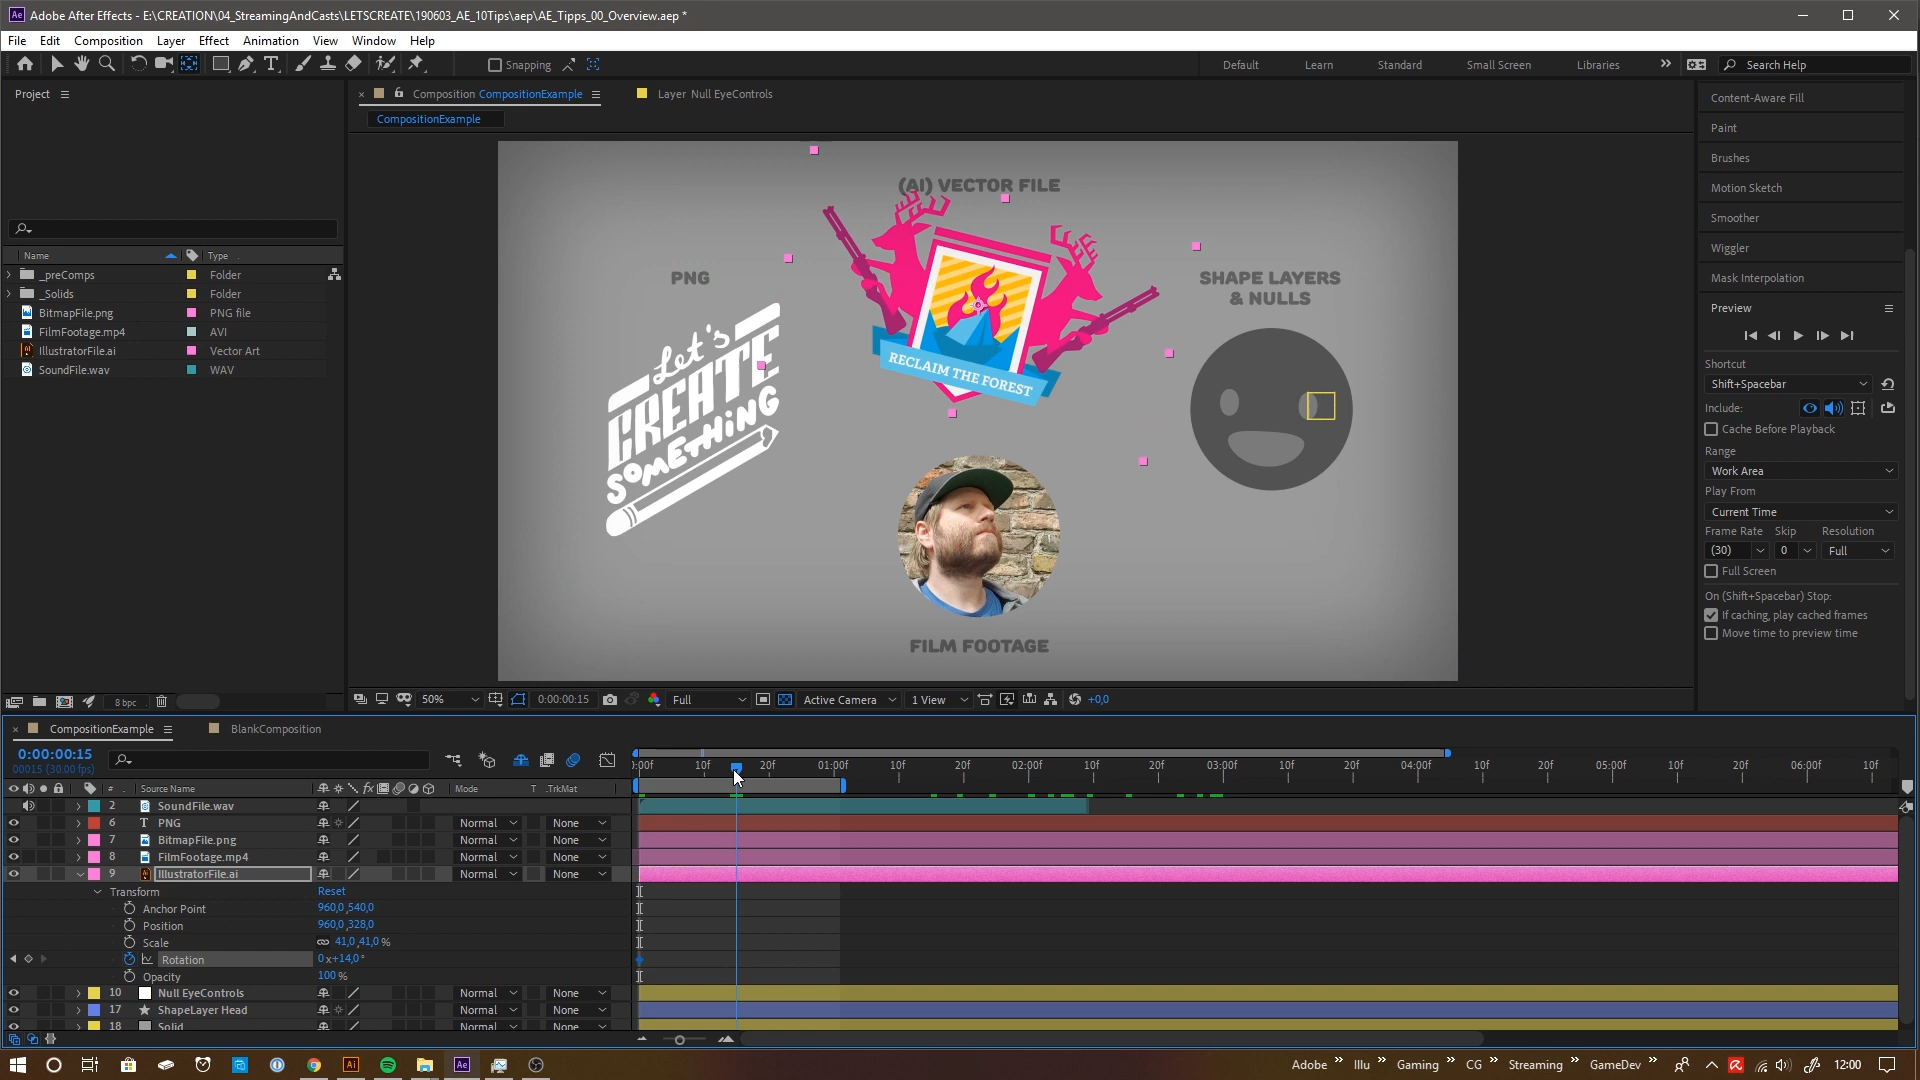 Adobe After Effects - E:\CREATION\04_StreamingAndCasts\LETSCREATE\190603_AE_10Tips\aep\AE_Tipps_00_Overview.aep *
File Edit Composition Layer Effect Animation View Window Help
Snapping
Default Learn Standard Small Screen Libraries
Search Help
Project
Name Type
_preComps Folder
_Solids Folder
BitmapFile.png PNG file
FilmFootage.mp4 AVI
IllustratorFile.ai Vector Art
SoundFile.wav WAV
8 bpc
Composition CompositionExample
Layer Null EyeControls
CompositionExample
(AI) VECTOR FILE
PNG
SHAPE LAYERS
& NULLS
Let's
CREATE
SOMETHING
RECLAIM THE FOREST
FILM FOOTAGE
50% 0:00:00:15 Full Active Camera 1 View +0,0
Content-Aware Fill
Paint
Brushes
Motion Sketch
Smoother
Wiggler
Mask Interpolation
Preview
Shortcut
Shift+Spacebar
Include:
Cache Before Playback
Range
Work Area
Play From
Current Time
Frame Rate Skip Resolution
(30) 0 Full
Full Screen
On (Shift+Spacebar) Stop:
If caching, play cached frames
Move time to preview time
CompositionExample BlankComposition
0:00:00:15
00015 (30.00 fps)
:00f 10f 20f 01:00f 10f 20f 02:00f 10f 20f 03:00f 10f 20f 04:00f 10f 20f 05:00f 10f 20f 06:00f 10f
# Source Name Mode T .TrkMat
2 SoundFile.wav
6 T PNG Normal None
7 BitmapFile.png Normal None
8 FilmFootage.mp4 Normal None
9 IllustratorFile.ai Normal None
Transform Reset
Anchor Point 960,0,540,0
Position 960,0,328,0
Scale 41,0,41,0 %
Rotation 0x+14,0°
Opacity 100 %
10 Null EyeControls Normal None
17 ShapeLayer Head Normal None
18 Solid Normal None
Adobe Illu Gaming CG Streaming GameDev 12:00